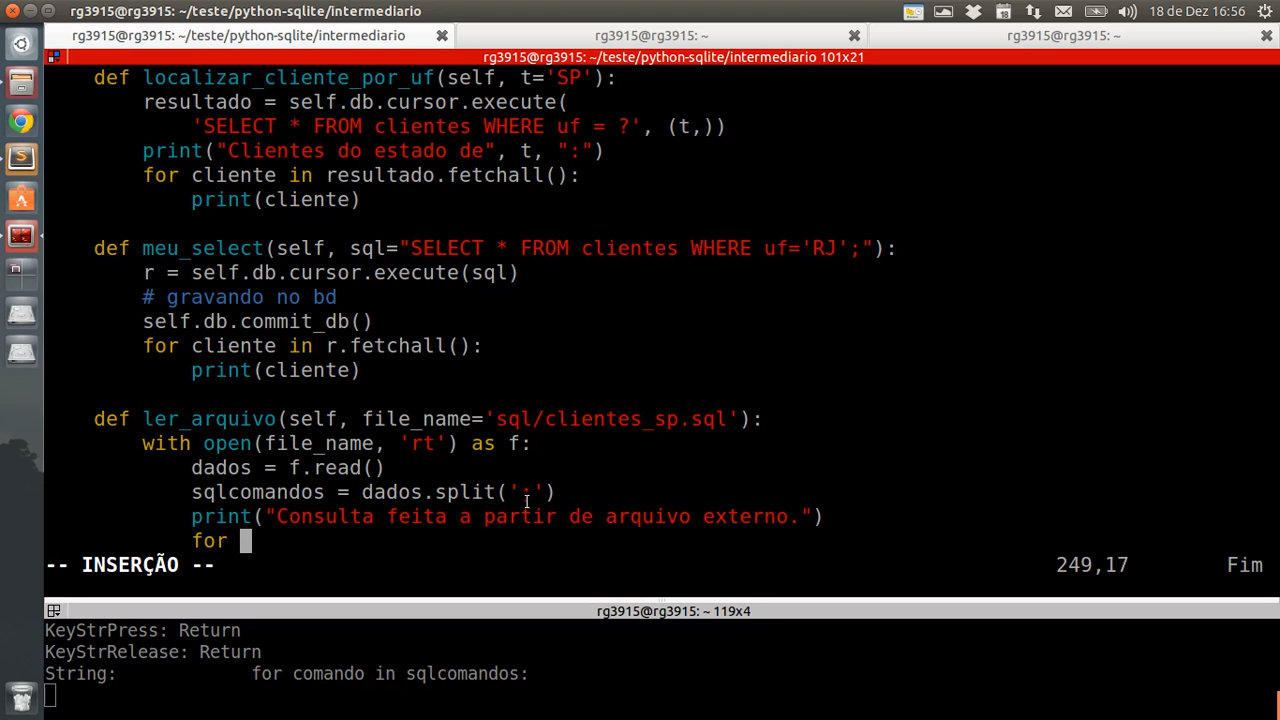 rg3915@rg3915: ~/teste/python-sqlite/intermediario
18 de Dez 16:56
rg3915@rg3915: ~/teste/python-sqlite/intermediario
rg3915@rg3915: ~
rg3915@rg3915: ~
rg3915@rg3915: ~/teste/python-sqlite/intermediario 101x21
def localizar_cliente_por_uf(self, t='SP'):
resultado = self.db.cursor.execute(
'SELECT * FROM clientes WHERE uf = ?', (t,))
print("Clientes do estado de", t, ":")
for cliente in resultado.fetchall():
print(cliente)
def meu_select(self, sql="SELECT * FROM clientes WHERE uf='RJ';"):
r = self.db.cursor.execute(sql)
# gravando no bd
self.db.commit_db()
for cliente in r.fetchall():
print(cliente)
def ler_arquivo(self, file_name='sql/clientes_sp.sql'):
with open(file_name, 'rt') as f:
dados = f.read()
sqlcomandos = dados.split(';')
print("Consulta feita a partir de arquivo externo.")
for
-- INSERÇÃO -- 249,17 Fim
rg3915@rg3915: ~ 119x4
KeyStrPress: Return
KeyStrRelease: Return
String: for comando in sqlcomandos: